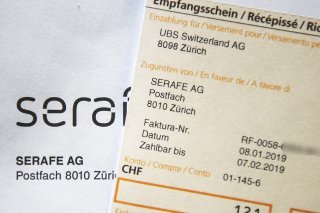 Empfangsschein / Récépissé / Ric
Einzahlung für / Versement pour / Versamento pe
UBS Switzerland AG
8098 Zürich
Zugunsten von / En faveur de / A favore di
SERAFE AG
Postfach
8010 Zürich
Faktura-Nr. RF-0058-
Datum 08.01.2019
Zahlbar bis 07.02.2019
Konto / Compte / Conto 01-145-6
CHF
serafe
SERAFE AG
Postfach 8010 Zürich